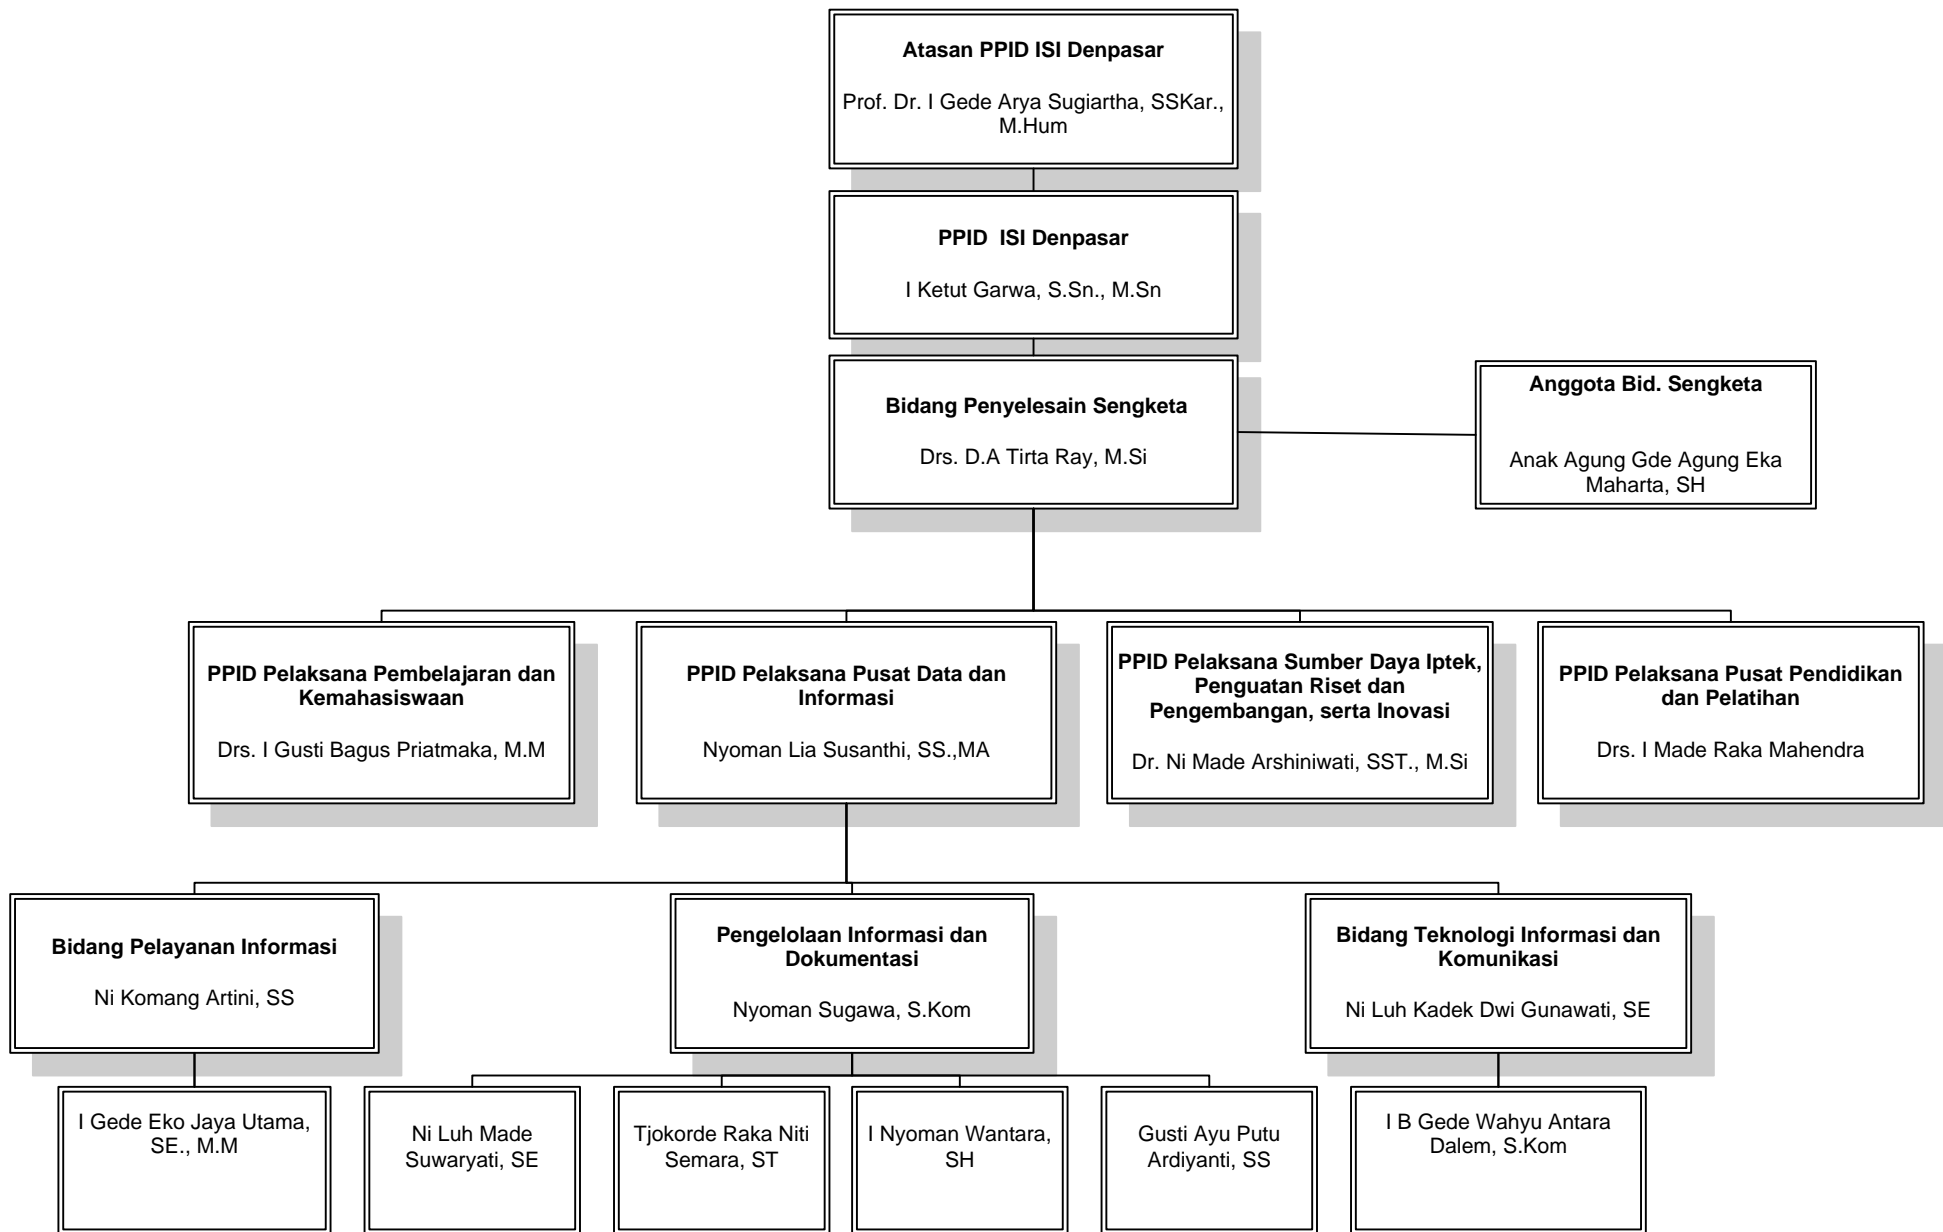 Atasan PPID ISI Denpasar
Prof. Dr. I Gede Arya Sugiartha, SSKar.,
M.Hum
PPID  ISI Denpasar
I Ketut Garwa, S.Sn., M.Sn
Bidang Penyelesain Sengketa
Drs. D.A Tirta Ray, M.Si
Anggota Bid. Sengketa
Anak Agung Gde Agung Eka
Maharta, SH
PPID Pelaksana Pembelajaran dan
Kemahasiswaan
Drs. I Gusti Bagus Priatmaka, M.M
PPID Pelaksana Pusat Data dan
Informasi
Nyoman Lia Susanthi, SS.,MA
PPID Pelaksana Sumber Daya Iptek,
Penguatan Riset dan
Pengembangan, serta Inovasi
Dr. Ni Made Arshiniwati, SST., M.Si
PPID Pelaksana Pusat Pendidikan
dan Pelatihan
Drs. I Made Raka Mahendra
Bidang Pelayanan Informasi
Ni Komang Artini, SS
Pengelolaan Informasi dan
Dokumentasi
Nyoman Sugawa, S.Kom
Bidang Teknologi Informasi dan
Komunikasi
Ni Luh Kadek Dwi Gunawati, SE
I Gede Eko Jaya Utama,
SE., M.M
Ni Luh Made
Suwaryati, SE
Tjokorde Raka Niti
Semara, ST
I Nyoman Wantara,
SH
Gusti Ayu Putu
Ardiyanti, SS
I B Gede Wahyu Antara
Dalem, S.Kom